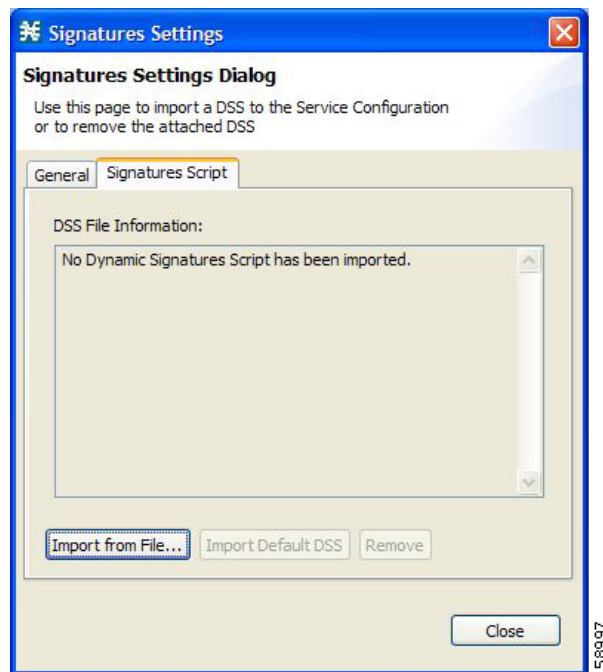 Signatures Settings
Signatures Settings Dialog
Use this page to import a DSS to the Service Configuration
or to remove the attached DSS
General
Signatures Script
DSS File Information:
No Dynamic Signatures Script has been imported.
Import from File...
Import Default DSS
Remove
Close
58997